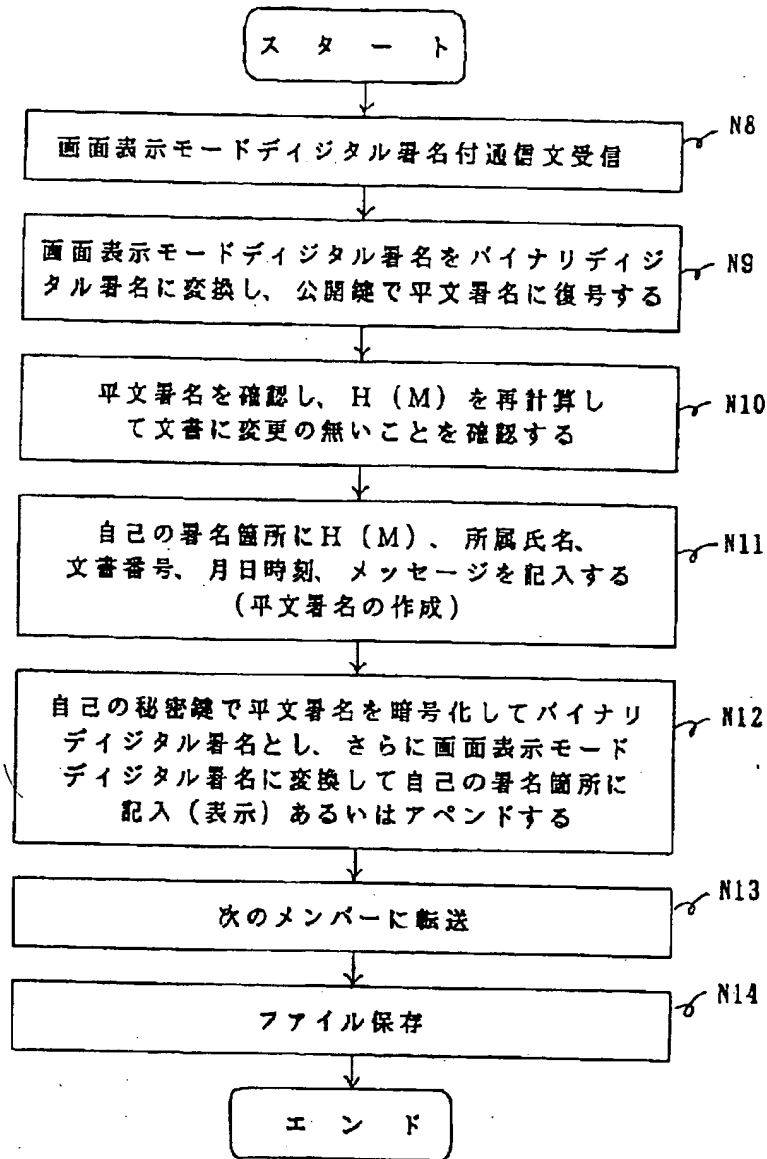 スタート
画面表示モードディジタル署名付通信文受信
N8
画面表示モードディジタル署名をバイナリディジ
タル署名に変換し、公開鍵で平文署名に復号する
N9
平文署名を確認し、H(M)を再計算し
て文書に変更の無いことを確認する
N10
自己の署名箇所にH(M)、所属氏名、
文書番号、月日時刻、メッセージを記入する
(平文署名の作成)
N11
自己の秘密鍵で平文署名を暗号化してバイナリ
ディジタル署名とし、さらに画面表示モード
ディジタル署名に変換して自己の署名箇所に
記入(表示)あるいはアペンドする
N12
次のメンバーに転送
N13
ファイル保存
N14
エンド